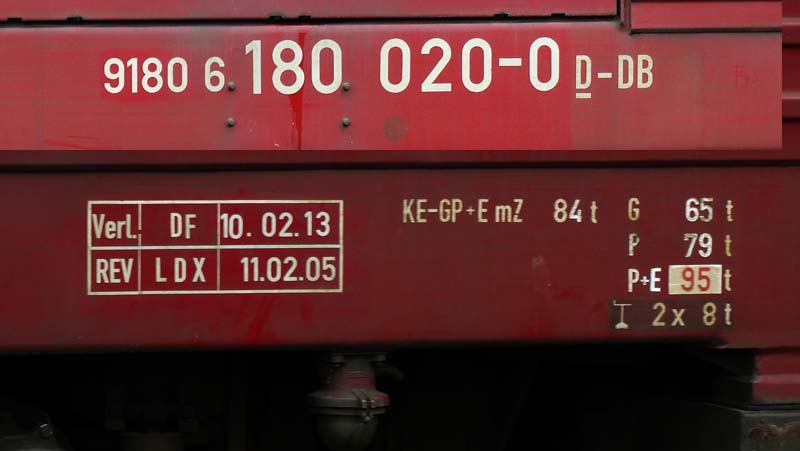 9180 6 180 020-0 D-DB
Verl. DF 10.02.13
REV LDX 11.02.05
KE-GP+E mZ 84 t
G 65 t
P 79 t
P+E 95 t
2 x 8 t